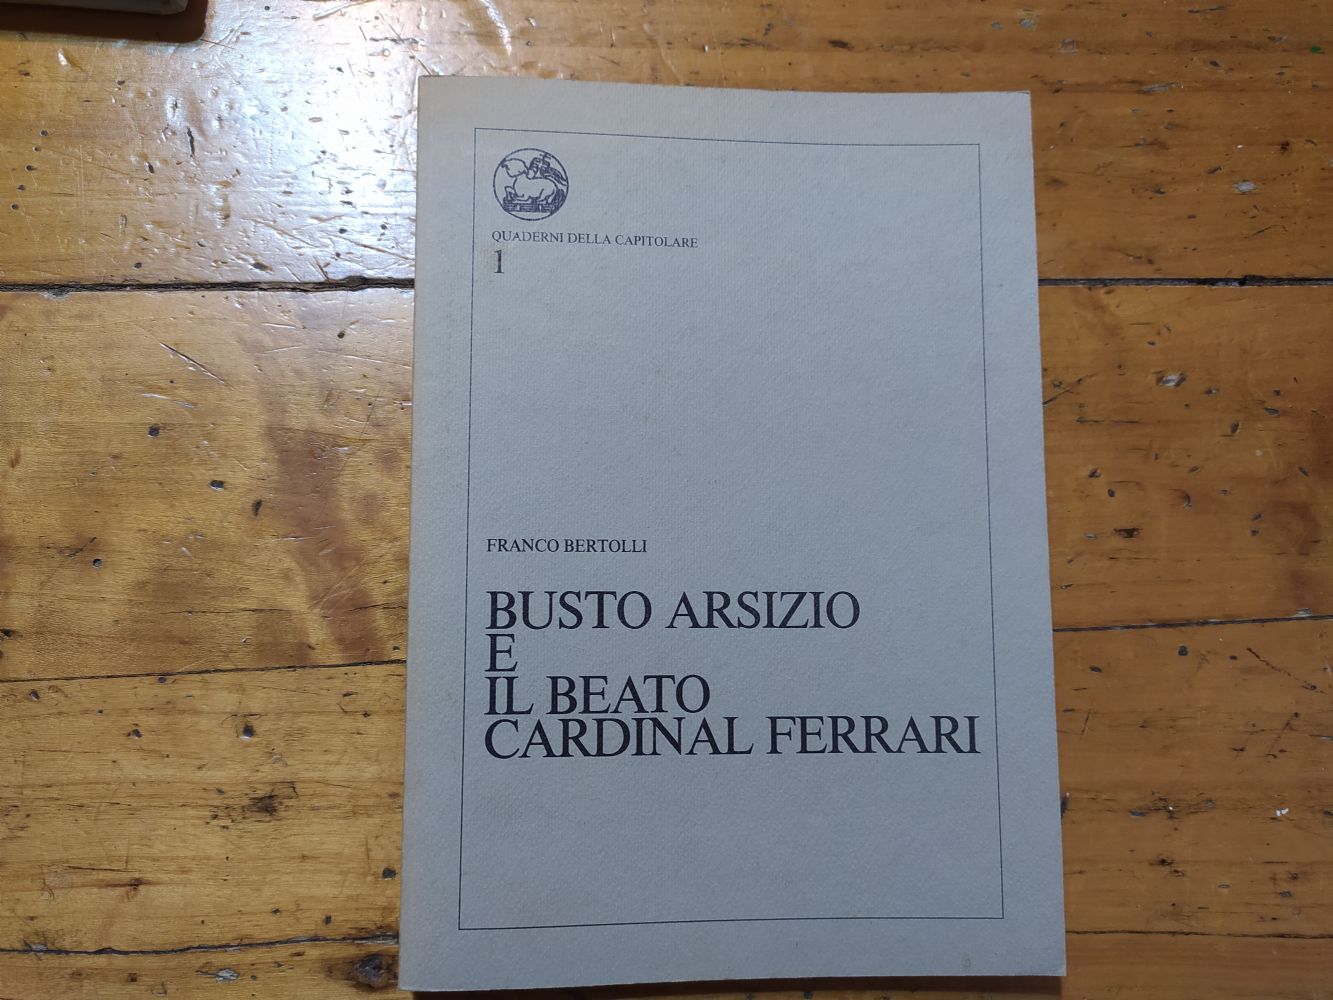 QUADERNI DELLA CAPITOLARE
1
FRANCO BERTOLLI
BUSTO ARSIZIO
E
IL BEATO
CARDINAL FERRARI